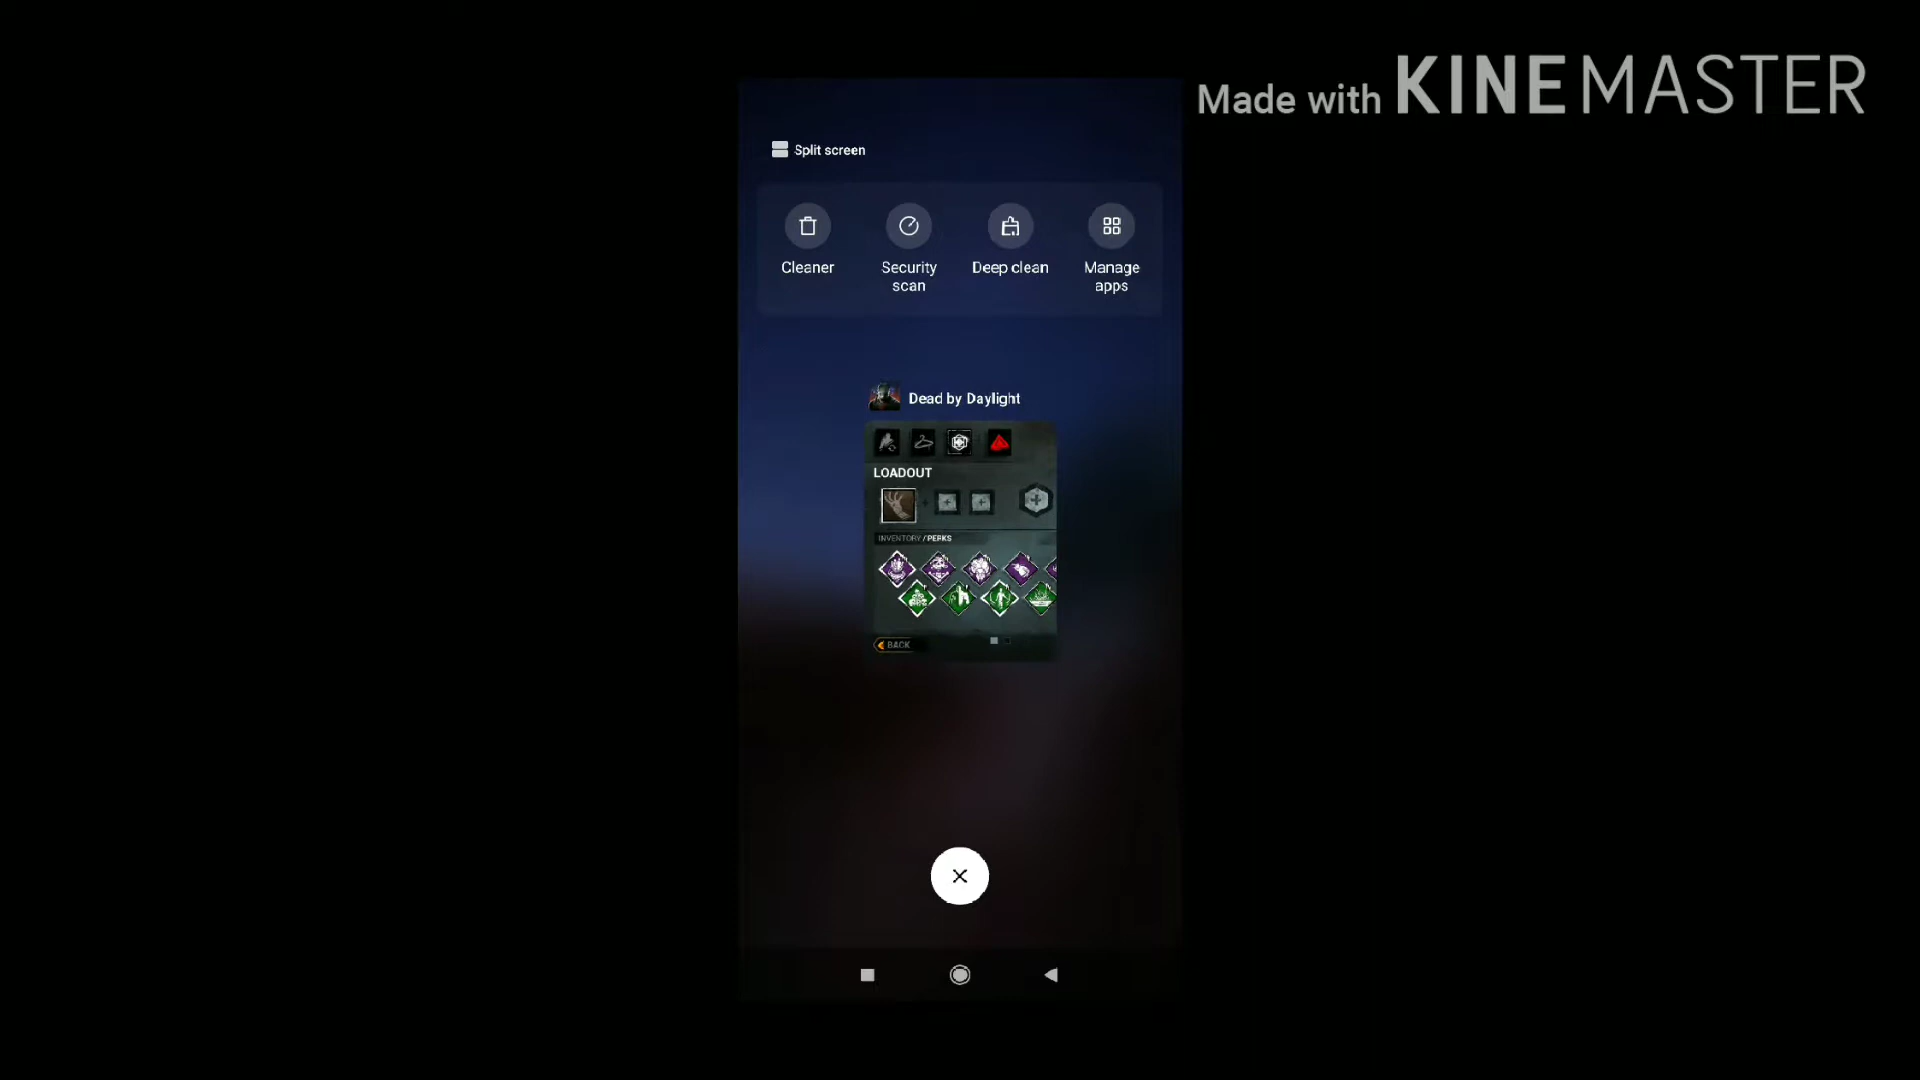 Made with KINEMASTER
Split screen
Cleaner
Security
scan
Deep clean
Manage
apps
Dead by Daylight
LOADOUT
INVENTORY / PERKS
BACK